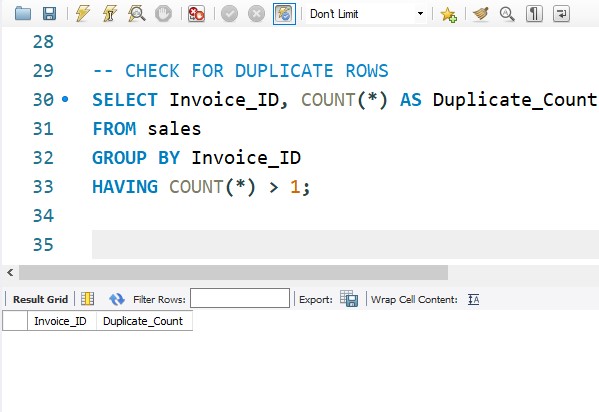 Don't Limit
28
29 -- CHECK FOR DUPLICATE ROWS
30 SELECT Invoice_ID, COUNT(*) AS Duplicate_Count
31 FROM sales
32 GROUP BY Invoice_ID
33 HAVING COUNT(*) > 1;
34
35
Result Grid Filter Rows: Export: Wrap Cell Content: IA
Invoice_ID Duplicate_Count